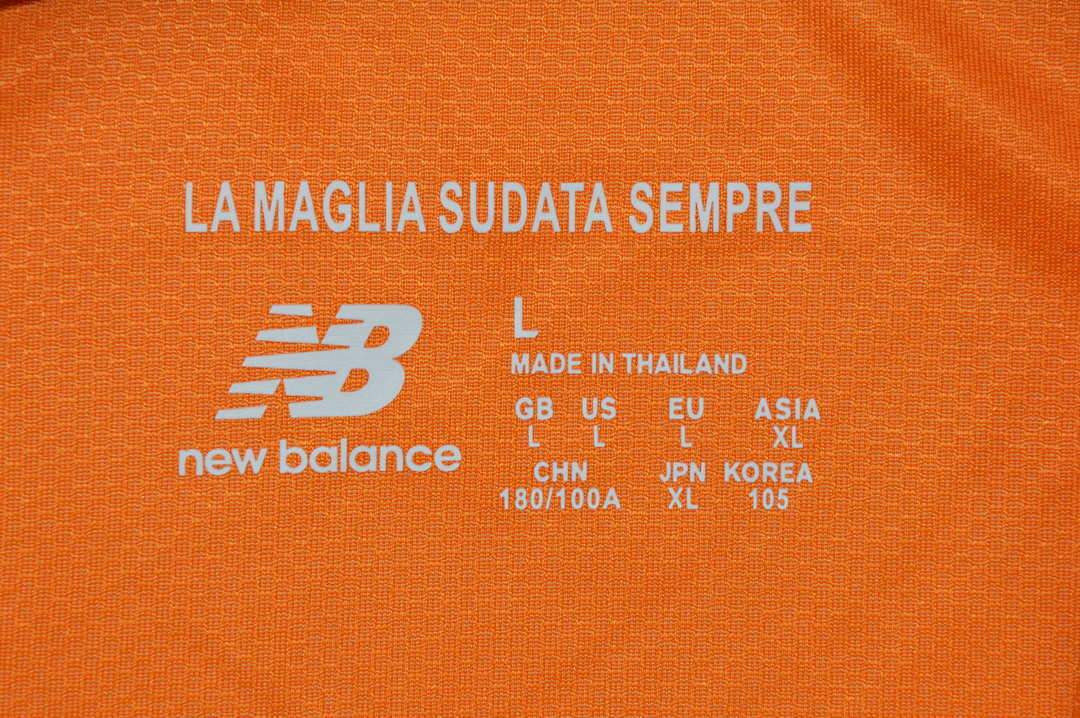 LA MAGLIA SUDATA SEMPRE
NB
new balance
L
MADE IN THAILAND
GB US EU ASIA
L L L XL
CHN JPN KOREA
180/100A XL 105